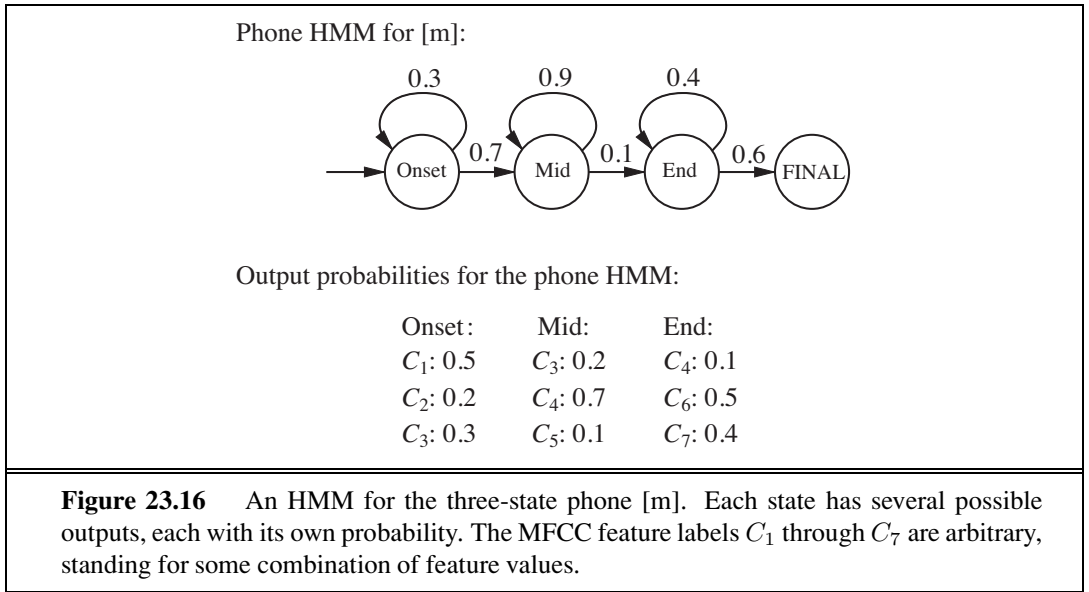 Phone HMM for [m]:
0.3 0.9 0.4
0.7 0.1 0.6
Onset Mid End FINAL
Output probabilities for the phone HMM:
Onset: Mid: End:
C₁: 0.5 C₃: 0.2 C₄: 0.1
C₂: 0.2 C₄: 0.7 C₆: 0.5
C₃: 0.3 C₅: 0.1 C₇: 0.4
Figure 23.16 An HMM for the three-state phone [m]. Each state has several possible
outputs, each with its own probability. The MFCC feature labels C₁ through C₇ are arbitrary,
standing for some combination of feature values.